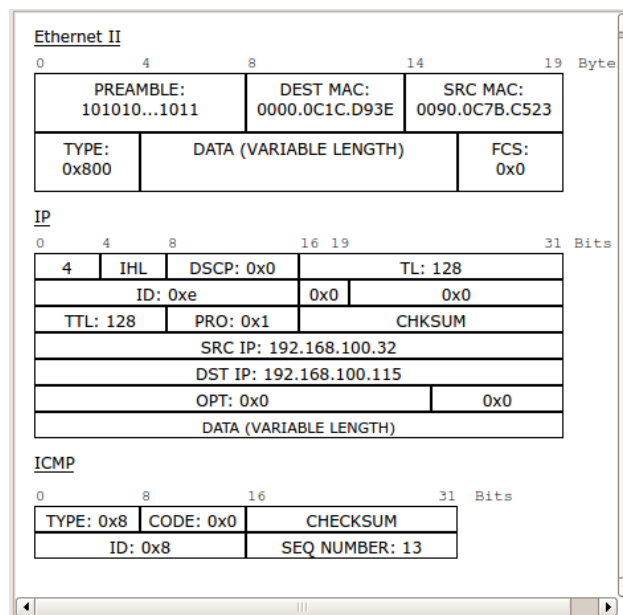 Ethernet II
0 4 8 14 19 Byte
PREAMBLE: DEST MAC: SRC MAC:
101010...1011 0000.0C1C.D93E 0090.0C7B.C523
TYPE: DATA (VARIABLE LENGTH) FCS:
0x800 0x0
IP
0 4 8 16 19 31 Bits
4 IHL DSCP: 0x0 TL: 128
ID: 0xe 0x0 0x0
TTL: 128 PRO: 0x1 CHKSUM
SRC IP: 192.168.100.32
DST IP: 192.168.100.115
OPT: 0x0 0x0
DATA (VARIABLE LENGTH)
ICMP
0 8 16 31 Bits
TYPE: 0x8 CODE: 0x0 CHECKSUM
ID: 0x8 SEQ NUMBER: 13